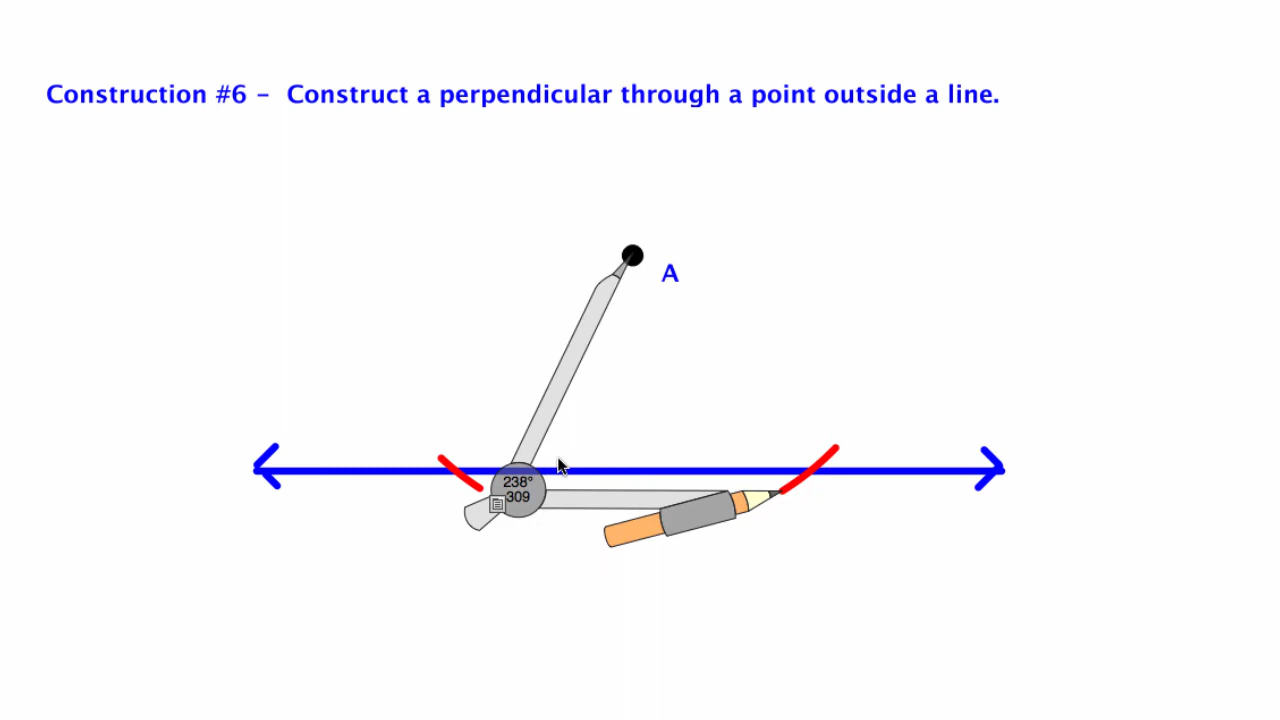 Construction #6 - Construct a perpendicular through a point outside a line.
A
238°
309